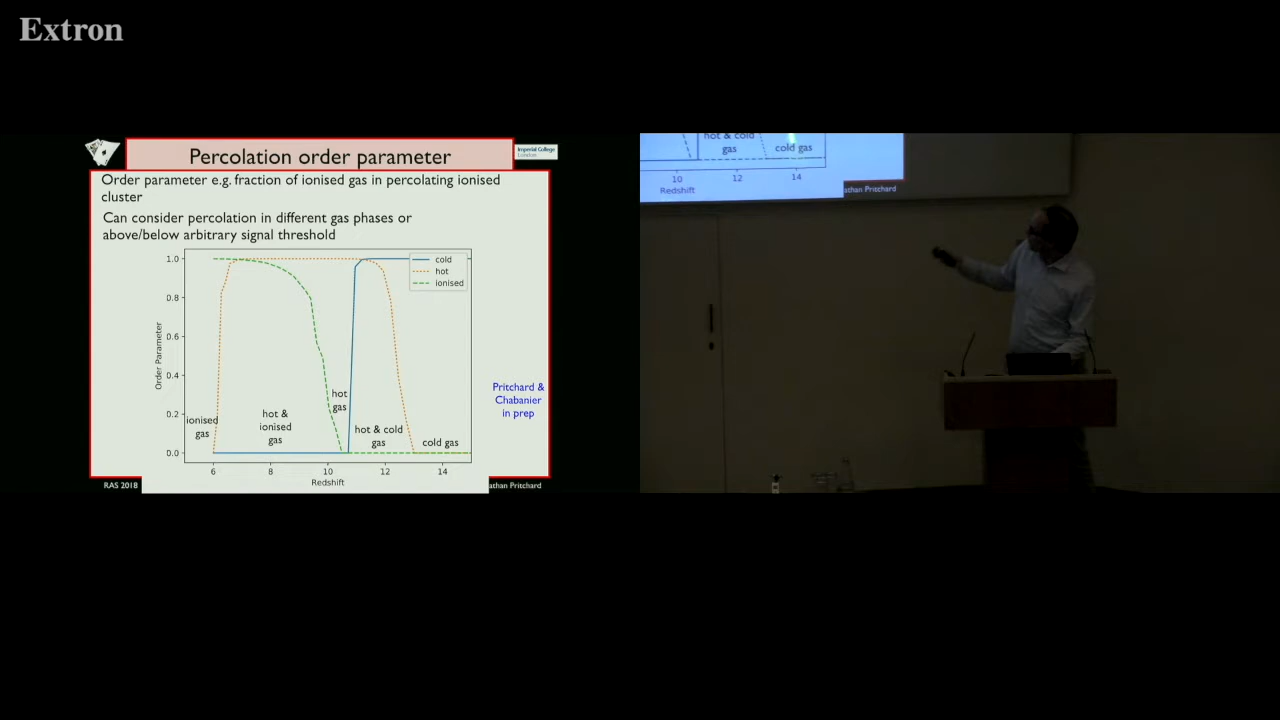 Extron
Percolation order parameter
Imperial College
London
Order parameter e.g. fraction of ionised gas in percolating ionised
cluster
Can consider percolation in different gas phases or
above/below arbitrary signal threshold
1.0
0.8
0.6
0.4
0.2
0.0
Order Parameter
cold
hot
ionised
ionised
gas
hot &
ionised
gas
hot
gas
hot & cold
gas
cold gas
6
8
10
12
14
Redshift
Pritchard &
Chabanier
in prep
RAS 2018
athan Pritchard
hot & cold
gas
cold gas
10
12
14
Redshift
athan Pritchard